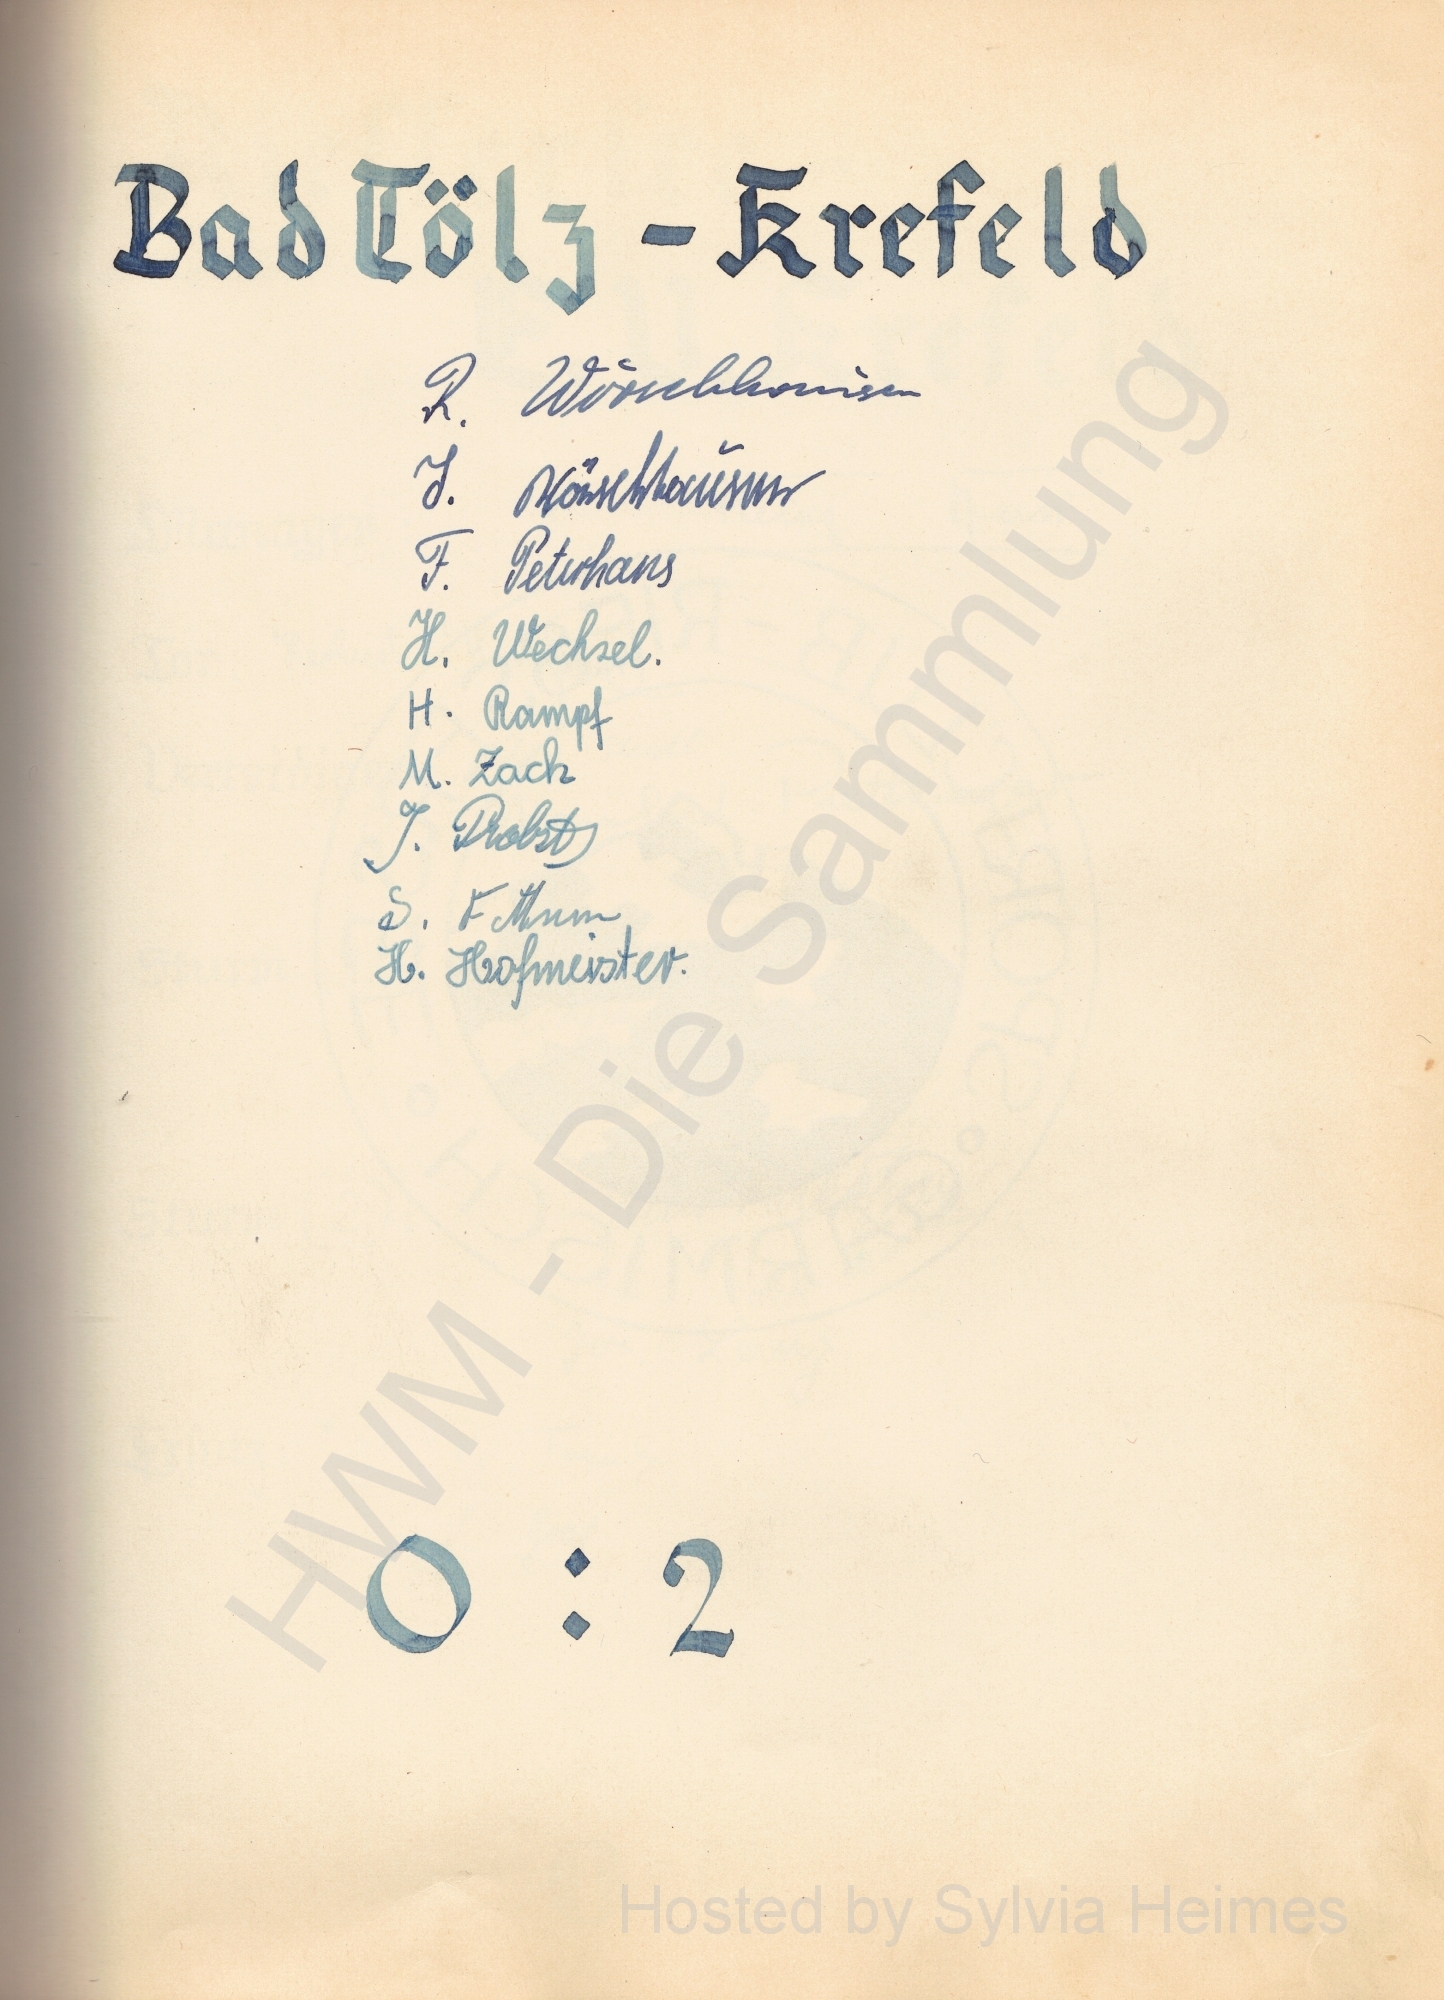 Bad Tölz - Krefeld
R.
J. Wörschhauser
F. Peterhans
H. Wechsel.
H. Rampf
M. Zach
J. Probst
S.
H. Hofmeister.
0 : 2
HWM - Die Sammlung
Hosted by Sylvia Heimes